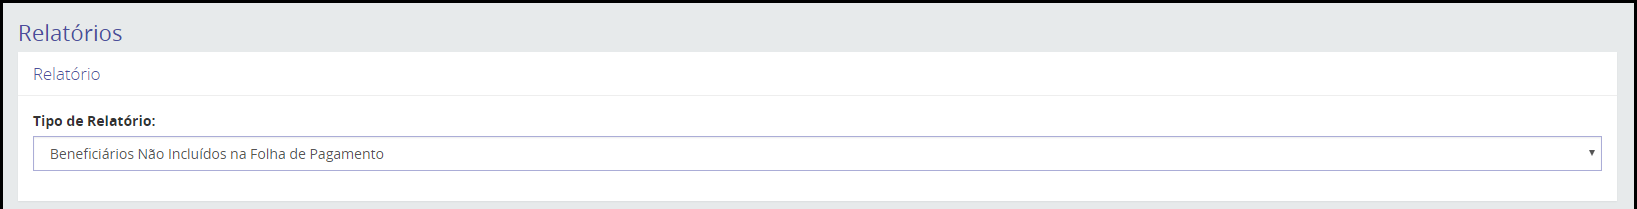 Relatórios
Relatório
Tipo de Relatório:
Beneficiários Não Incluídos na Folha de Pagamento